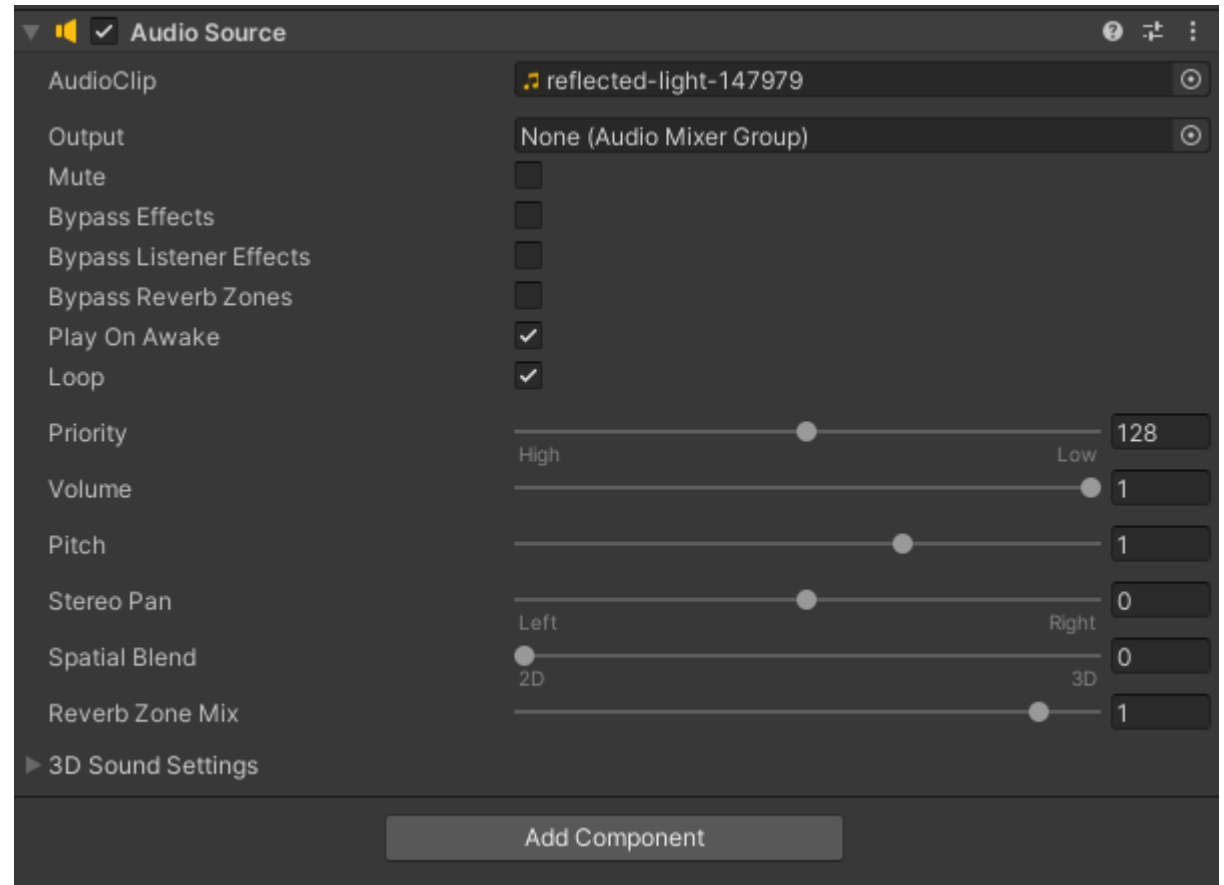 Audio Source
AudioClip reflected-light-147979
Output None (Audio Mixer Group)
Mute
Bypass Effects
Bypass Listener Effects
Bypass Reverb Zones
Play On Awake
Loop
Priority 128
High Low
Volume 1
Pitch 1
Stereo Pan 0
Left Right
Spatial Blend 0
2D 3D
Reverb Zone Mix 1
3D Sound Settings
Add Component